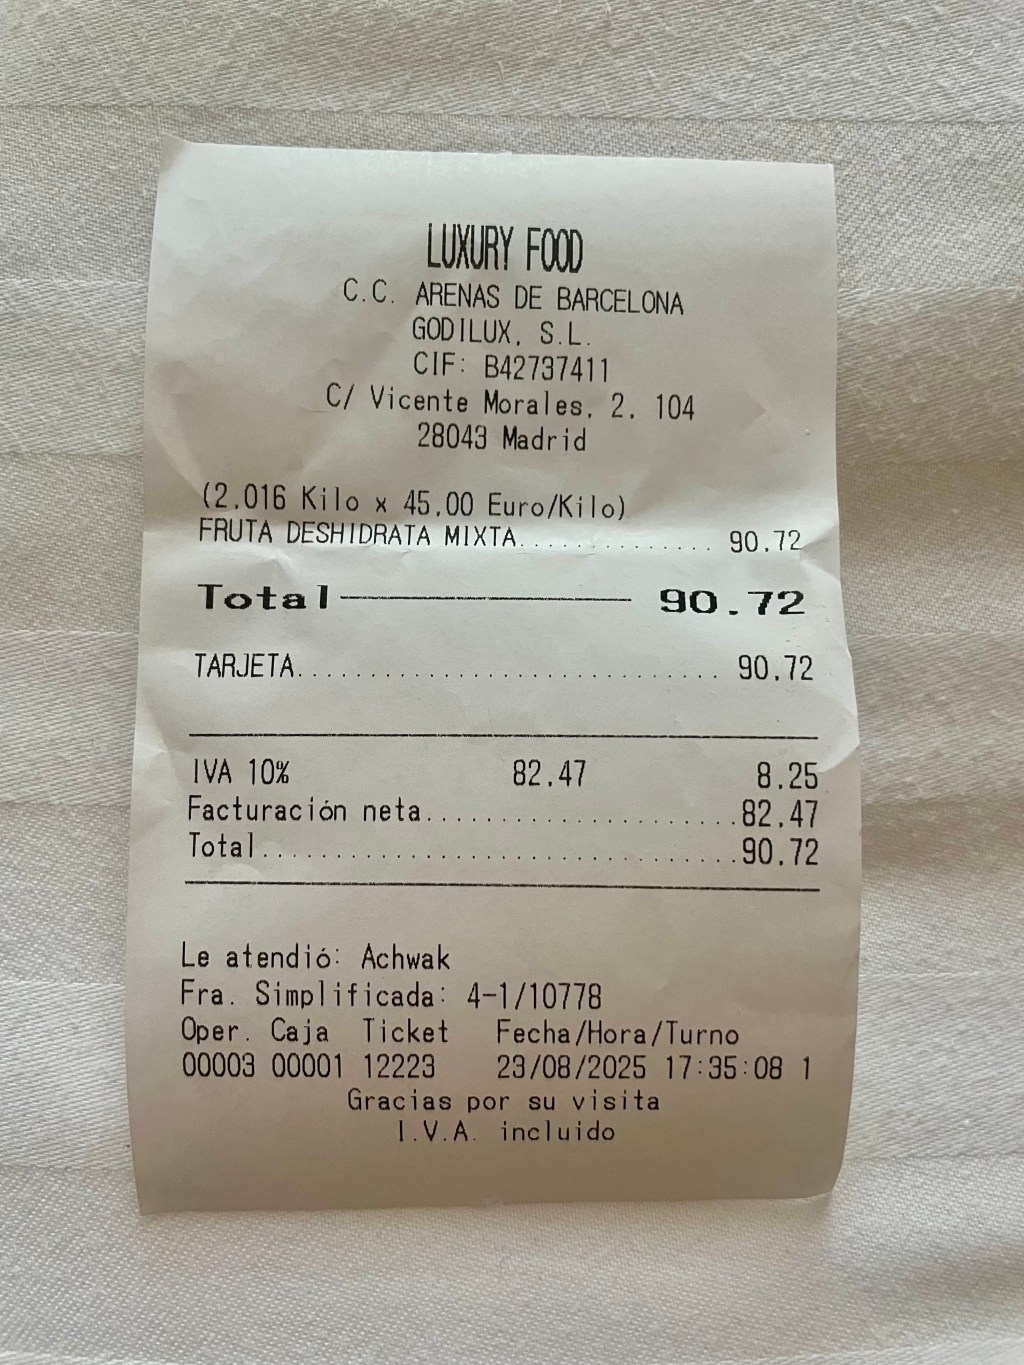 LUXURY FOOD
C.C. ARENAS DE BARCELONA
GODILUX, S.L.
CIF: B42737411
C/ Vicente Morales, 2, 104
28043 Madrid
(2,016 Kilo x 45,00 Euro/Kilo)
FRUTA DESHIDRATA MIXTA.............. 90,72
Total 90.72
TARJETA............................. 90,72
IVA 10% 82,47 8,25
Facturación neta.....................82,47
Total................................90,72
Le atendió: Achwak
Fra. Simplificada: 4-1/10778
Oper. Caja Ticket Fecha/Hora/Turno
00003 00001 12223 23/08/2025 17:35:08 1
Gracias por su visita
I.V.A. incluido